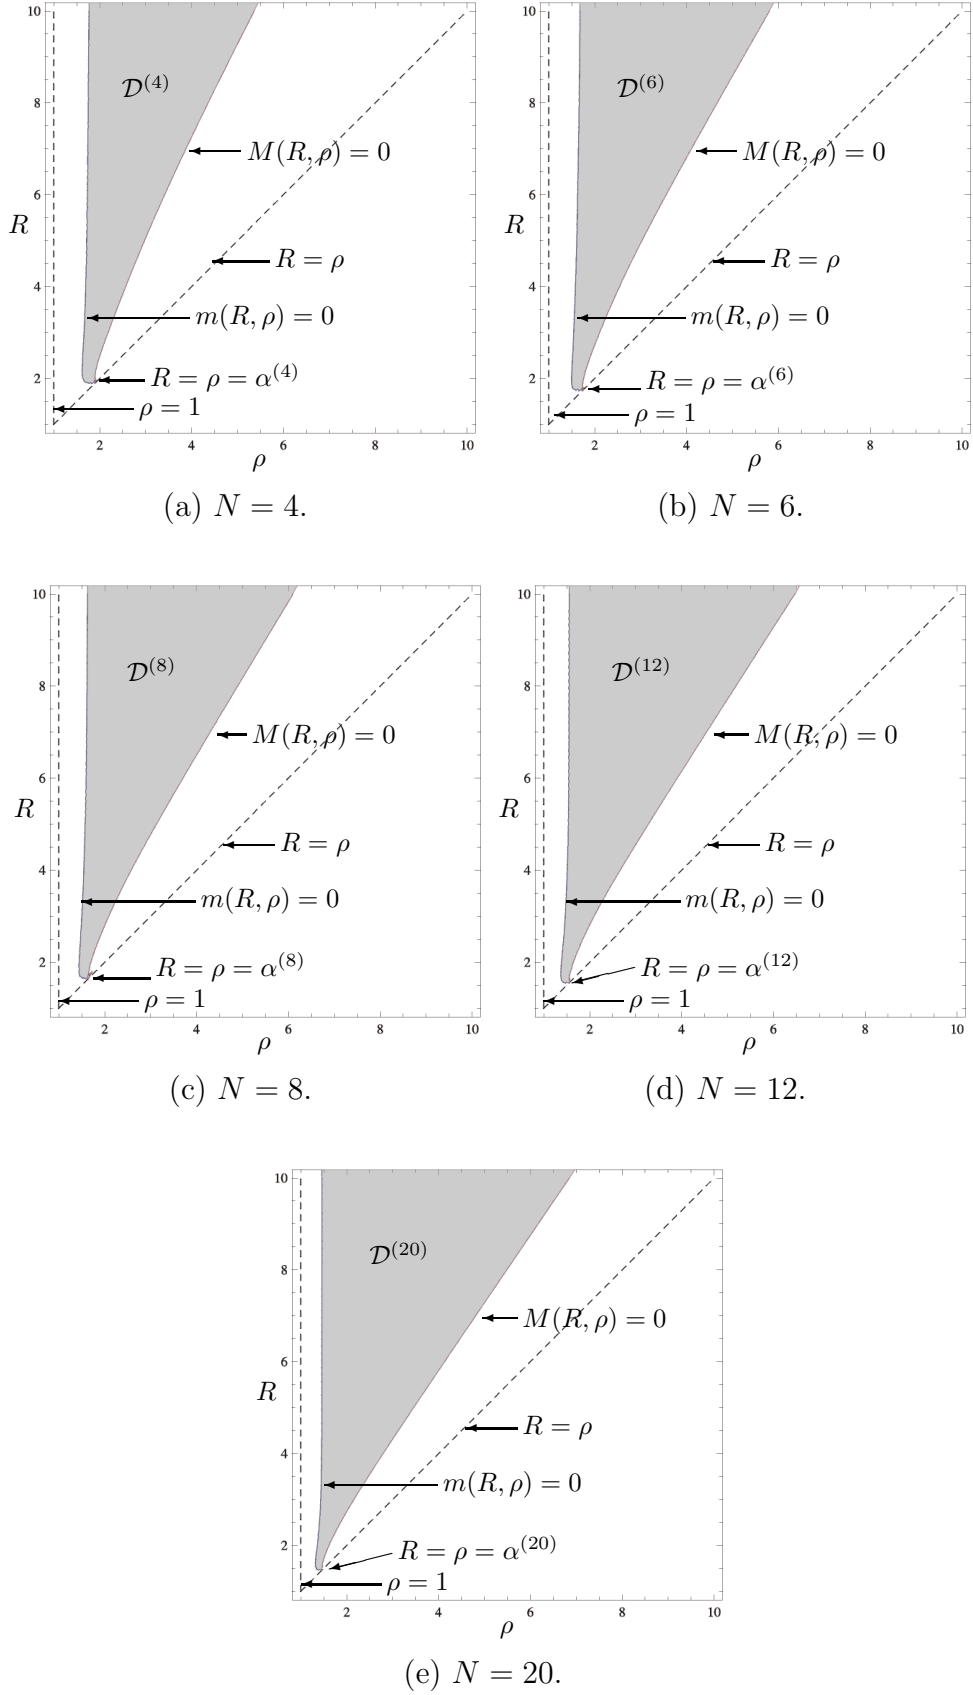 10
8
6
4
2
R
2 4 6 8 10
ρ
𝒟^(4)
M(R, ρ) = 0
R = ρ
m(R, ρ) = 0
R = ρ = α^(4)
ρ = 1
(a) N = 4.
10
8
6
4
2
R
2 4 6 8 10
ρ
𝒟^(6)
M(R, ρ) = 0
R = ρ
m(R, ρ) = 0
R = ρ = α^(6)
ρ = 1
(b) N = 6.
10
8
6
4
2
R
2 4 6 8 10
ρ
𝒟^(8)
M(R, ρ) = 0
R = ρ
m(R, ρ) = 0
R = ρ = α^(8)
ρ = 1
(c) N = 8.
10
8
6
4
2
R
2 4 6 8 10
ρ
𝒟^(12)
M(R, ρ) = 0
R = ρ
m(R, ρ) = 0
R = ρ = α^(12)
ρ = 1
(d) N = 12.
10
8
6
4
2
R
2 4 6 8 10
ρ
𝒟^(20)
M(R, ρ) = 0
R = ρ
m(R, ρ) = 0
R = ρ = α^(20)
ρ = 1
(e) N = 20.